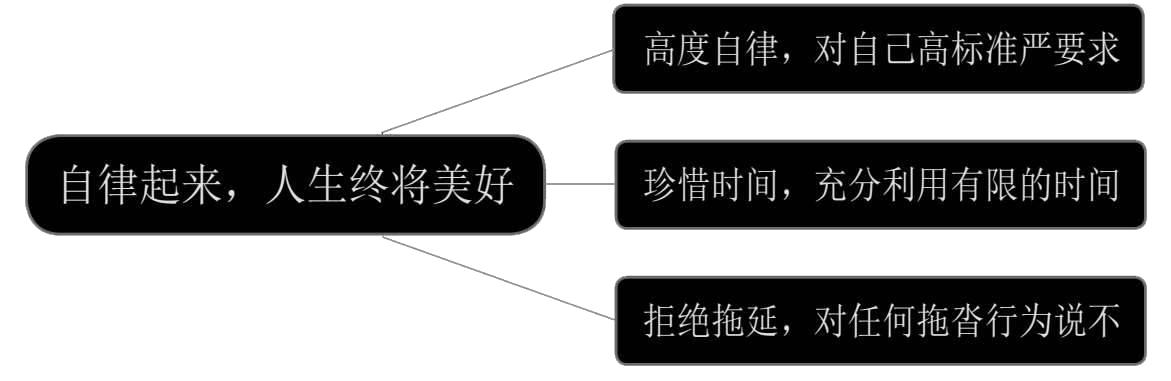 自律起来，人生终将美好
高度自律，对自己高标准严要求
珍惜时间，充分利用有限的时间
拒绝拖延，对任何拖沓行为说不